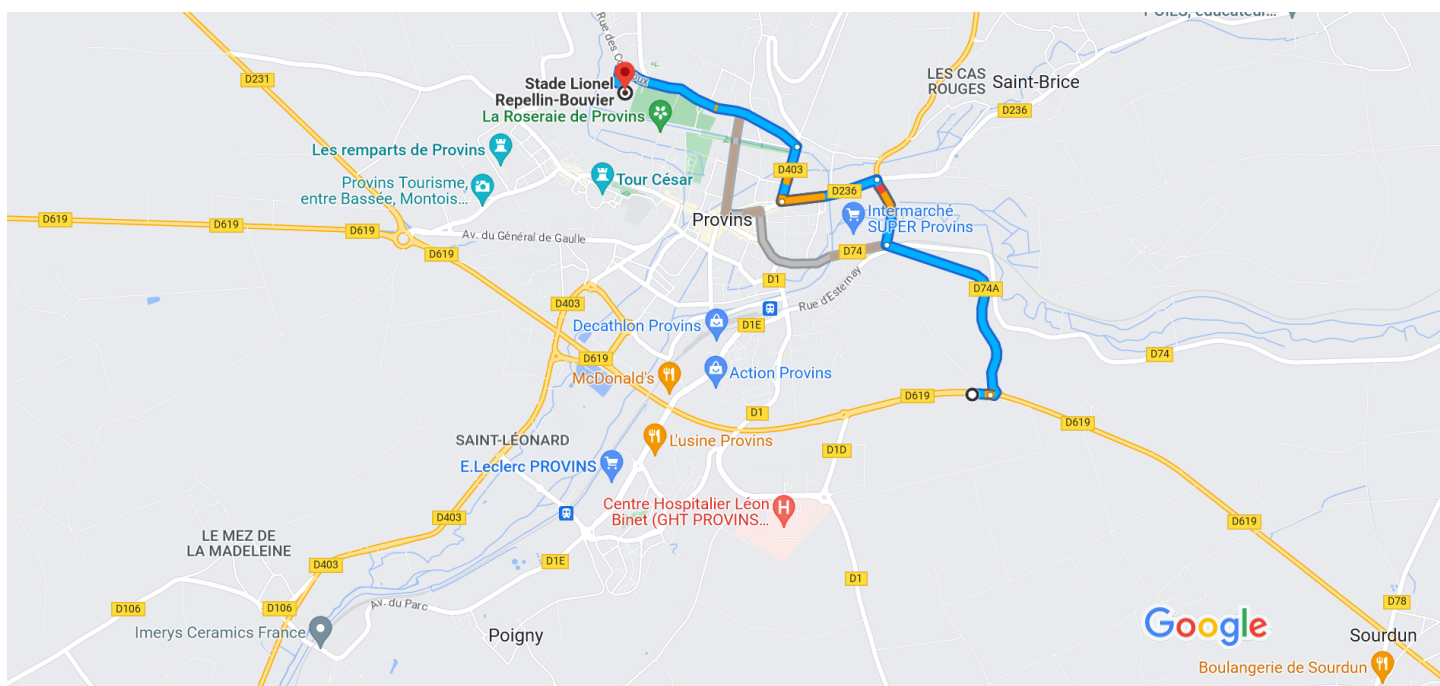 POIES, éducateur...
Rue des
D231
LES CAS
ROUGES
Saint-Brice
Stade Lionel
Repellin-Bouvier
La Roseraie de Provins
D236
Les remparts de Provins
D403
Provins Tourisme,
entre Bassée, Montois...
Tour César
D236
Intermarché
SUPER Provins
D619
D619
Provins
Av. du Général de Gaulle
D619
D74
D1
Rue d'Esternay
D74A
D403
Decathlon Provins
D1E
D619
D74
McDonald's
Action Provins
D619
D1
D619
SAINT-LÉONARD
L'usine Provins
D1D
E.Leclerc PROVINS
Centre Hospitalier Léon
Binet (GHT PROVINS...
D403
D619
LE MEZ DE
LA MADELEINE
D403
D1E
D1
D106
D106
Av. du Parc
D78
Imerys Ceramics France
Poigny
Google
Sourdun
Boulangerie de Sourdun